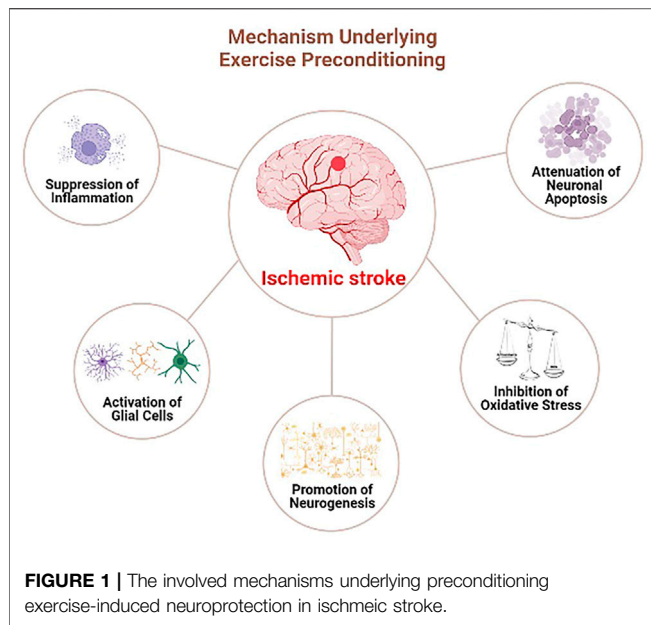 Mechanism Underlying
Exercise Preconditioning
Suppression of
Inflammation
Attenuation of
Neuronal
Apoptosis
Ischemic stroke
Activation of
Glial Cells
Inhibition of
Oxidative Stress
Promotion of
Neurogenesis
FIGURE 1 | The involved mechanisms underlying preconditioning
exercise-induced neuroprotection in ischmeic stroke.